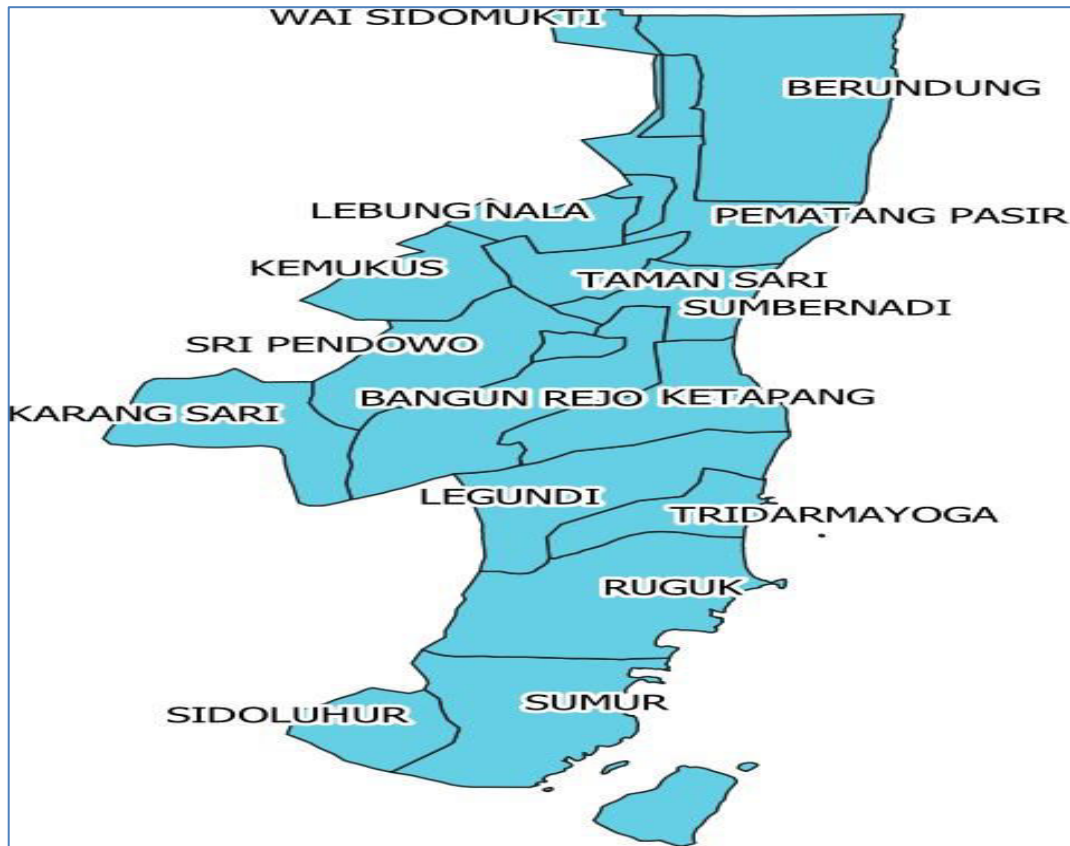 WAI SIDOMUKTI
BERUNDUNG
LEBUNG NALA
PEMATANG PASIR
KEMUKUS
TAMAN SARI
SUMBERNADI
SRI PENDOWO
BANGUN REJO
KETAPANG
KARANG SARI
LEGUNDI
TRIDARMAYOGA
RUGUK
SIDOLUHUR
SUMUR